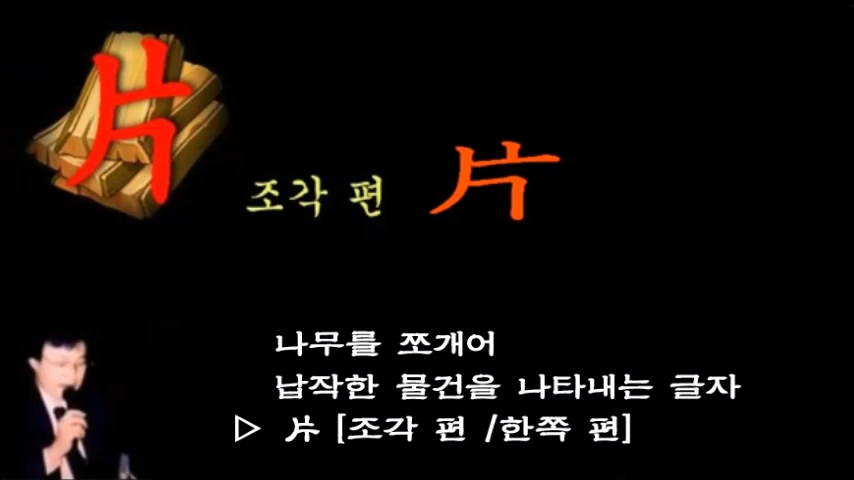 片
조각 편 片
나무를 쪼개어
납작한 물건을 나타내는 글자
▷ 片 [조각 편 /한쪽 편]